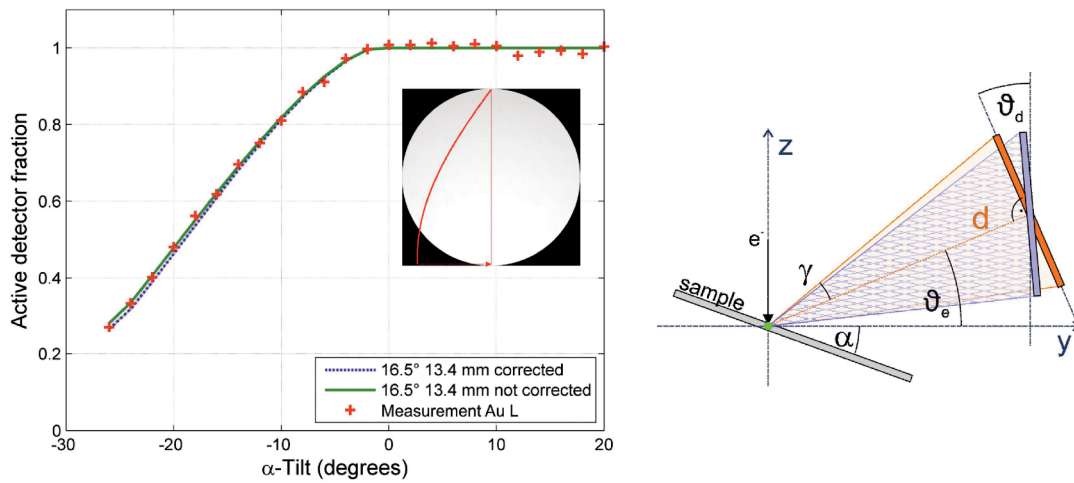 Active detector fraction
1
0.8
0.6
0.4
0.2
0
-30
-20
-10
0
10
20
α-Tilt (degrees)
16.5° 13.4 mm corrected
16.5° 13.4 mm not corrected
Measurement Au L
z
e-
sample
γ
d
ϑe
ϑd
α
y